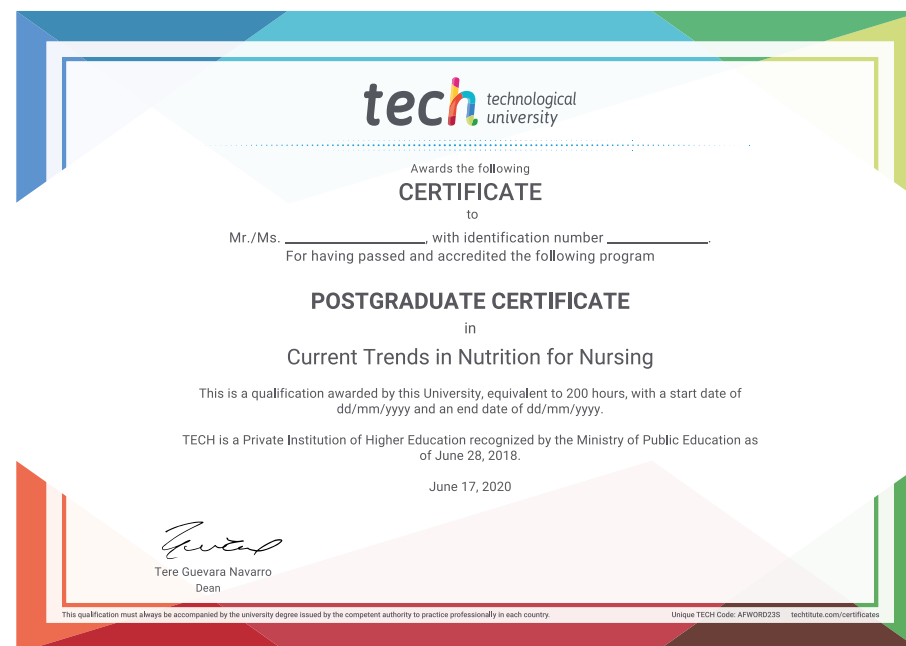 tech technological
university
Awards the following
CERTIFICATE
to
Mr./Ms. ____________________, with identification number ______________.
For having passed and accredited the following program
POSTGRADUATE CERTIFICATE
in
Current Trends in Nutrition for Nursing
This is a qualification awarded by this University, equivalent to 200 hours, with a start date of
dd/mm/yyyy and an end date of dd/mm/yyyy.
TECH is a Private Institution of Higher Education recognized by the Ministry of Public Education as
of June 28, 2018.
June 17, 2020
Tere Guevara Navarro
Dean
This qualification must always be accompanied by the university degree issued by the competent authority to practice professionally in each country.
Unique TECH Code: AFWORD23S techtitute.com/certificates